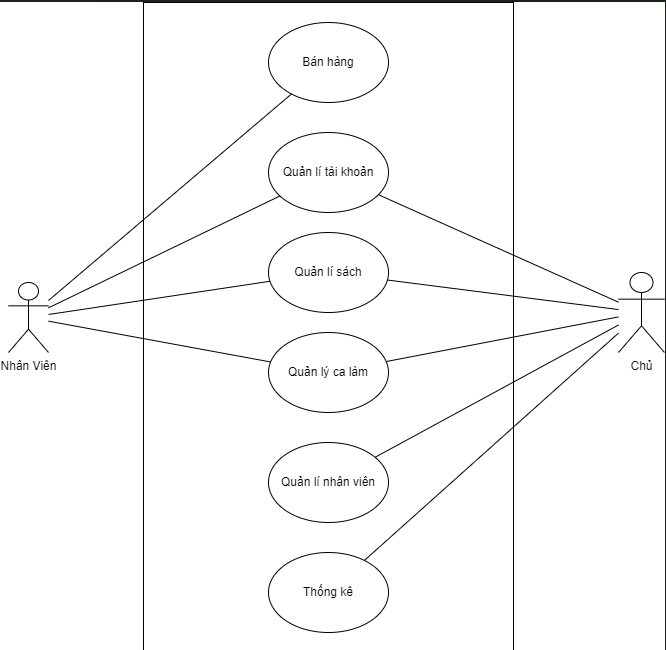 Bán hàng
Quản lí tài khoản
Quản lí sách
Nhân Viên
Chủ
Quản lý ca làm
Quản lí nhân viên
Thống kê